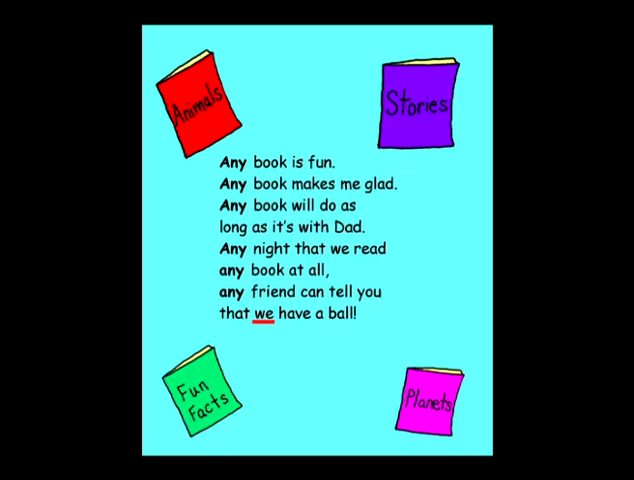 Animals
Stories
Any book is fun.
Any book makes me glad.
Any book will do as
long as it's with Dad.
Any night that we read
any book at all,
any friend can tell you
that we have a ball!
Fun
Facts
Planets